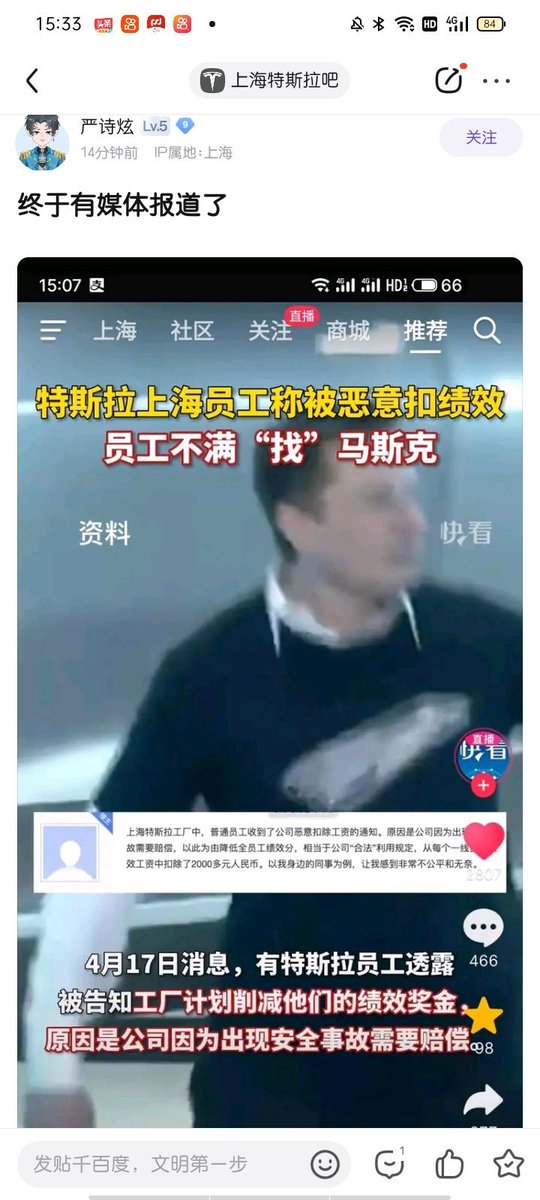 15:33
头条
HD
4G
84
上海特斯拉吧
严诗炫 Lv.5 9
14分钟前 IP属地:上海
关注
终于有媒体报道了
15:07 支
4G 4G HD 66
上海 社区 关注 直播 商城 推荐
特斯拉上海员工称被恶意扣绩效
员工不满“找”马斯克
资料
快看
直播
快看
楼主
上海特斯拉工厂中，普通员工收到了公司恶意扣除工资的通知。原因是公司因为出现
故需要赔偿，以此为由降低全员工绩效分，相当于公司“合法”利用规定，从每个一线
效工资中扣除了2000多元人民币。以我身边的同事为例，让我感到非常不公平和无奈。
2807
466
4月17日消息，有特斯拉员工透露
被告知工厂计划削减他们的绩效奖金，
原因是公司因为出现安全事故需要赔偿。
98
发贴千百度，文明第一步
1